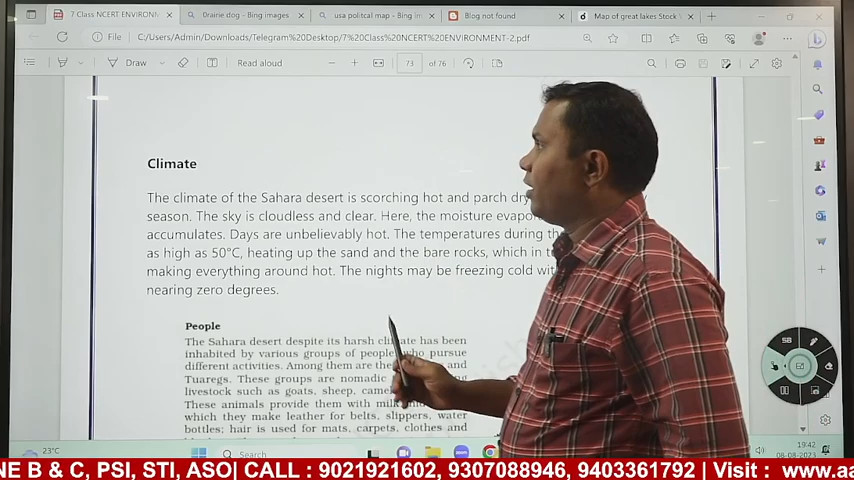 7 Class NCERT ENVIRONM
0rairie dog - Bing images
usa politcal map - Bing im
Blog not found
Map of great lakes Stock V
File
C:/Users/Admin/Downloads/Telegram%20Desktop/7%20Class%20NCERT%20ENVIRONMENT-2.pdf
Draw
Read aloud
73
of 76
Climate
The climate of the Sahara desert is scorching hot and parch dry
season. The sky is cloudless and clear. Here, the moisture evapo
accumulates. Days are unbelievably hot. The temperatures during th
as high as 50°C, heating up the sand and the bare rocks, which in t
making everything around hot. The nights may be freezing cold wit
nearing zero degrees.
People
The Sahara desert despite its harsh climate has been
inhabited by various groups of people who pursue
different activities. Among them are the and
Tuaregs. These groups are nomadic
livestock such as goats, sheep, camel
These animals provide them with milk
which they make leather for belts, slippers, water
bottles; hair is used for mats, carpets, clothes and
SB
23°C
Search
19:42
08-08-2023
NE B & C, PSI, STI, ASO| CALL : 9021921602, 9307088946, 9403361792 | Visit : www.aa